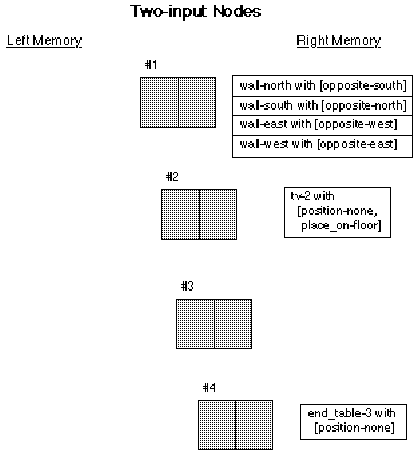 Two-input Nodes
Left Memory
Right Memory
#1
wall-north with [opposite-south]
wall-south with [opposite-north]
wall-east with [opposite-west]
wall-west with [opposite-east]
#2
tv-2 with
[position-none,
place_on-floor]
#3
#4
end_table-3 with
[position-none]